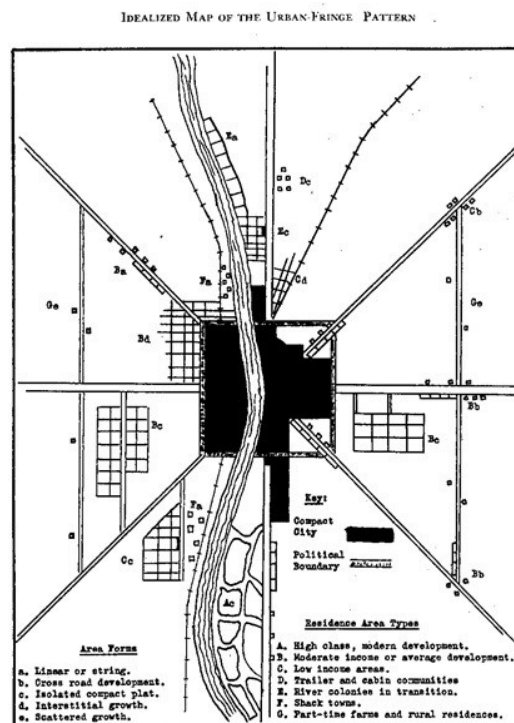 IDEALIZED MAP OF THE URBAN-FRINGE PATTERN
Ea
Dc
Cb
Ec
Ba
Fa
Cd
Ge
Ge
Bd
Bb
Bc
Bc
Fa
Key:
Compact
City
Cc
Political
Boundary
Bb
Ac
Area Forms
a. Linear or string.
b. Cross road development.
c. Isolated compact plat.
d. Interstitial growth.
e. Scattered growth.
Residence Area Types
A. High class, modern development.
B. Moderate income or average development.
C. Low income areas.
D. Trailer and cabin communities
E. River colonies in transition.
F. Shack towns.
G. Part-time farms and rural residences.